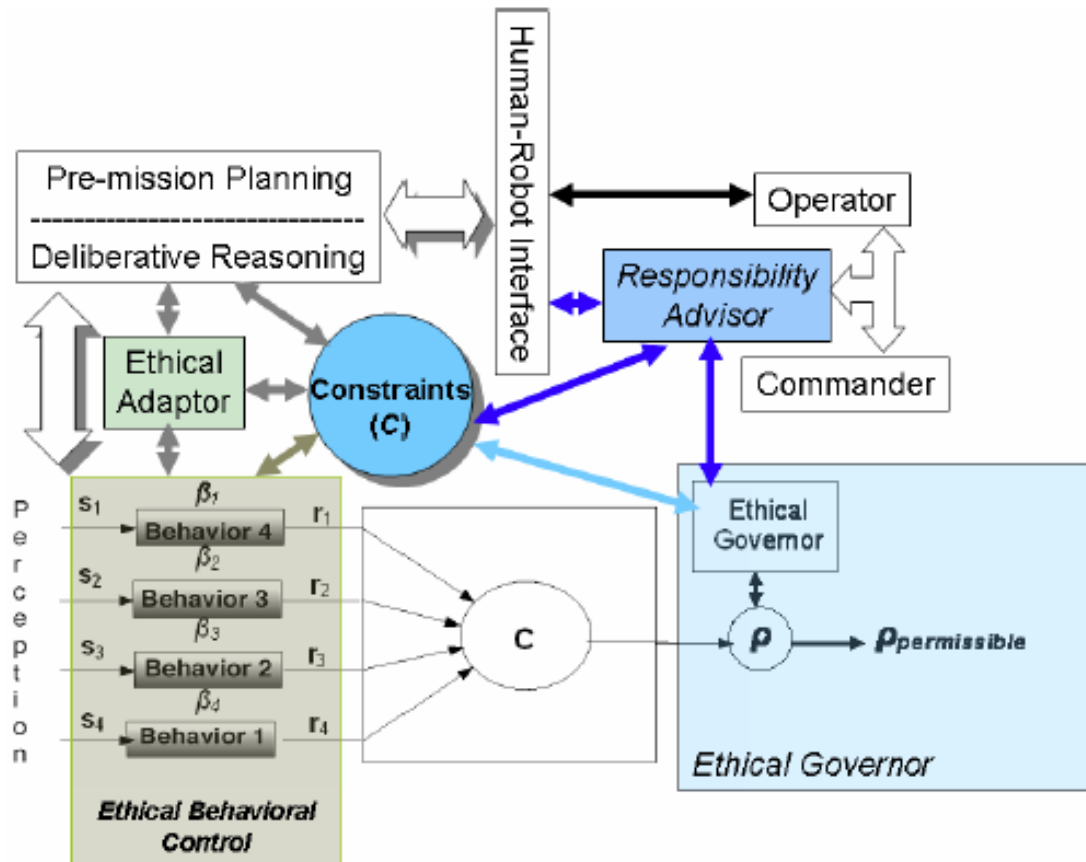 Human-Robot Interface
Pre-mission Planning
Deliberative Reasoning
Operator
Responsibility
Advisor
Commander
Ethical
Adaptor
Constraints
(C)
Perception
s1
β1
Behavior 4
r1
s2
β2
Behavior 3
r2
s3
β3
Behavior 2
r3
s4
β4
Behavior 1
r4
Ethical Behavioral
Control
C
Ethical
Governor
ρ
ρpermissible
Ethical Governor